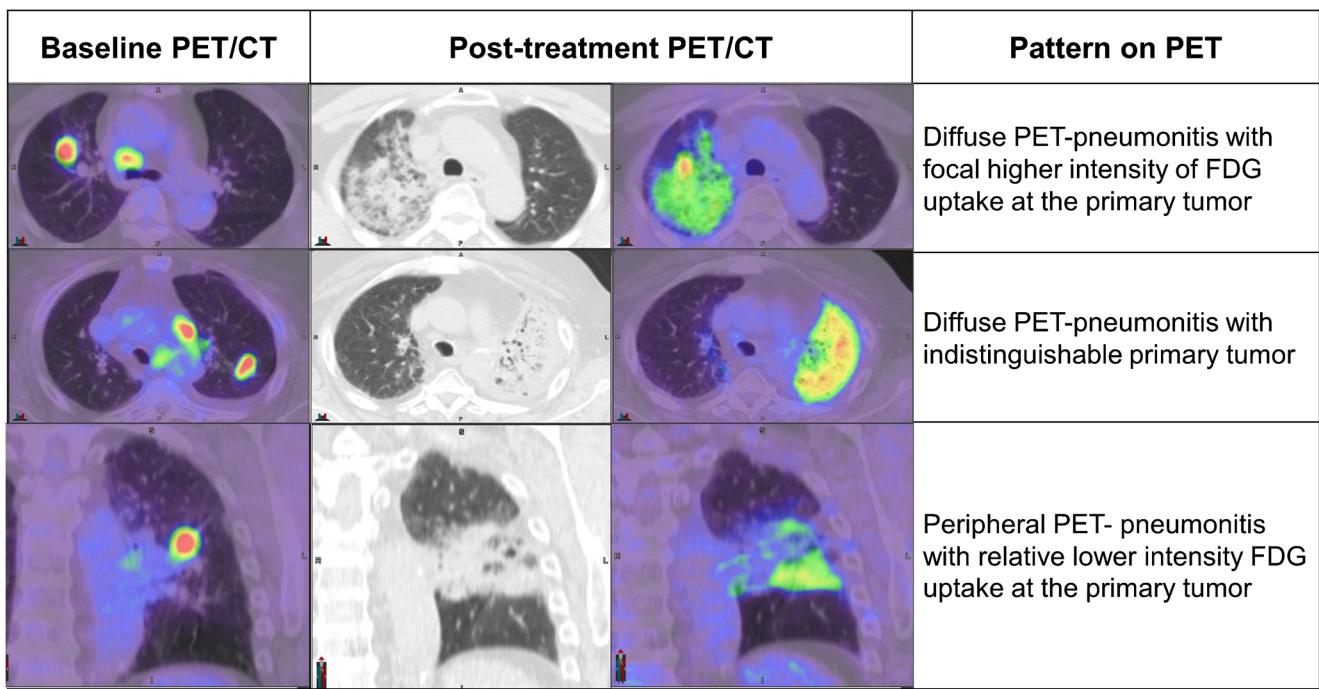 Baseline PET/CT
Post-treatment PET/CT
Pattern on PET
Diffuse PET-pneumonitis with
focal higher intensity of FDG
uptake at the primary tumor
Diffuse PET-pneumonitis with
indistinguishable primary tumor
Peripheral PET- pneumonitis
with relative lower intensity FDG
uptake at the primary tumor